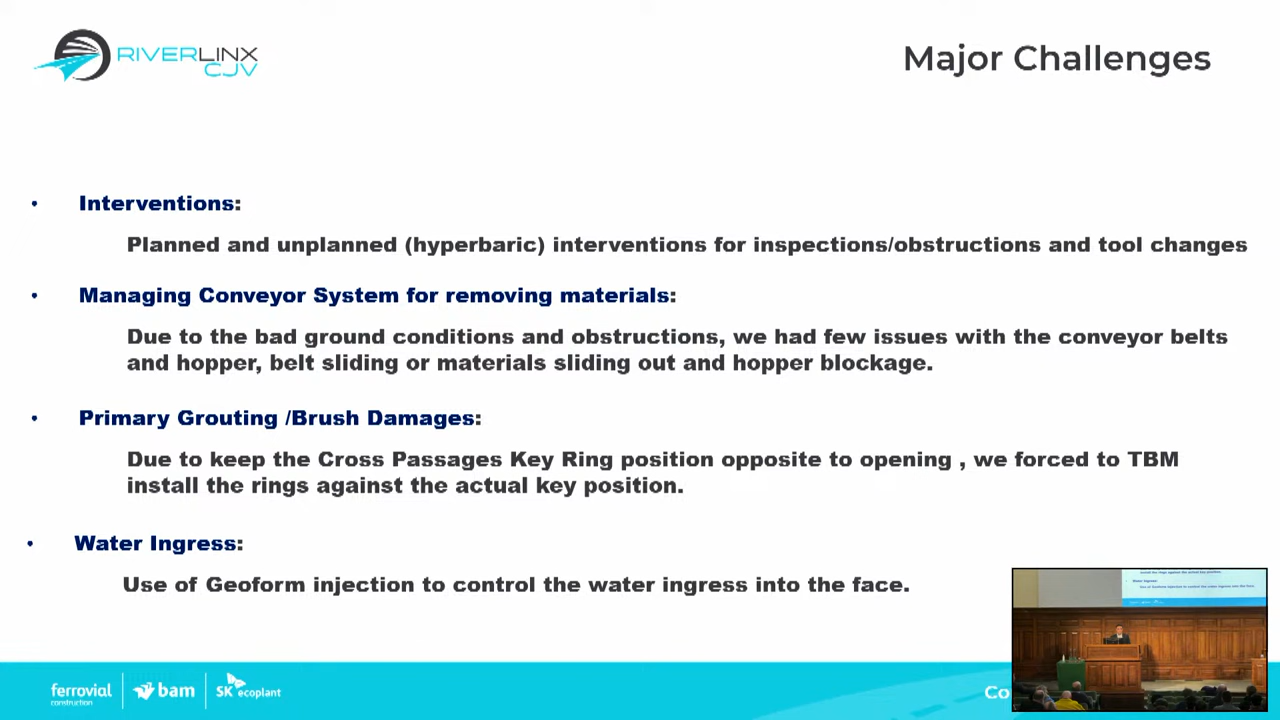 RIVERLINX
CJV
Major Challenges
• Interventions:
Planned and unplanned (hyperbaric) interventions for inspections/obstructions and tool changes
• Managing Conveyor System for removing materials:
Due to the bad ground conditions and obstructions, we had few issues with the conveyor belts
and hopper, belt sliding or materials sliding out and hopper blockage.
• Primary Grouting /Brush Damages:
Due to keep the Cross Passages Key Ring position opposite to opening , we forced to TBM
install the rings against the actual key position.
• Water Ingress:
Use of Geoform injection to control the water ingress into the face.
ferrovial
construction
bam
SK ecoplant
Co